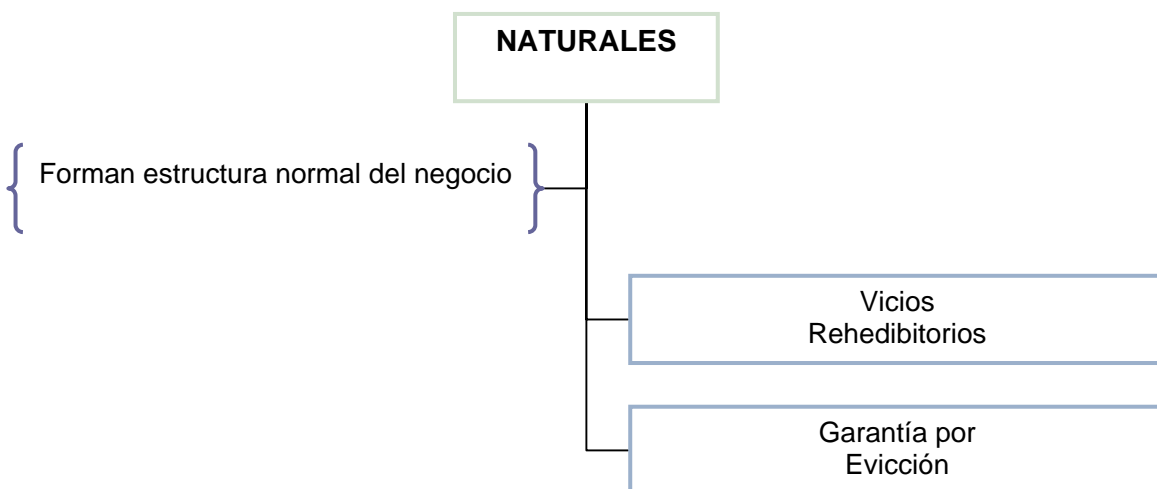 NATURALES
Forman estructura normal del negocio
Vicios
Rehedibitorios
Garantía por
Evicción